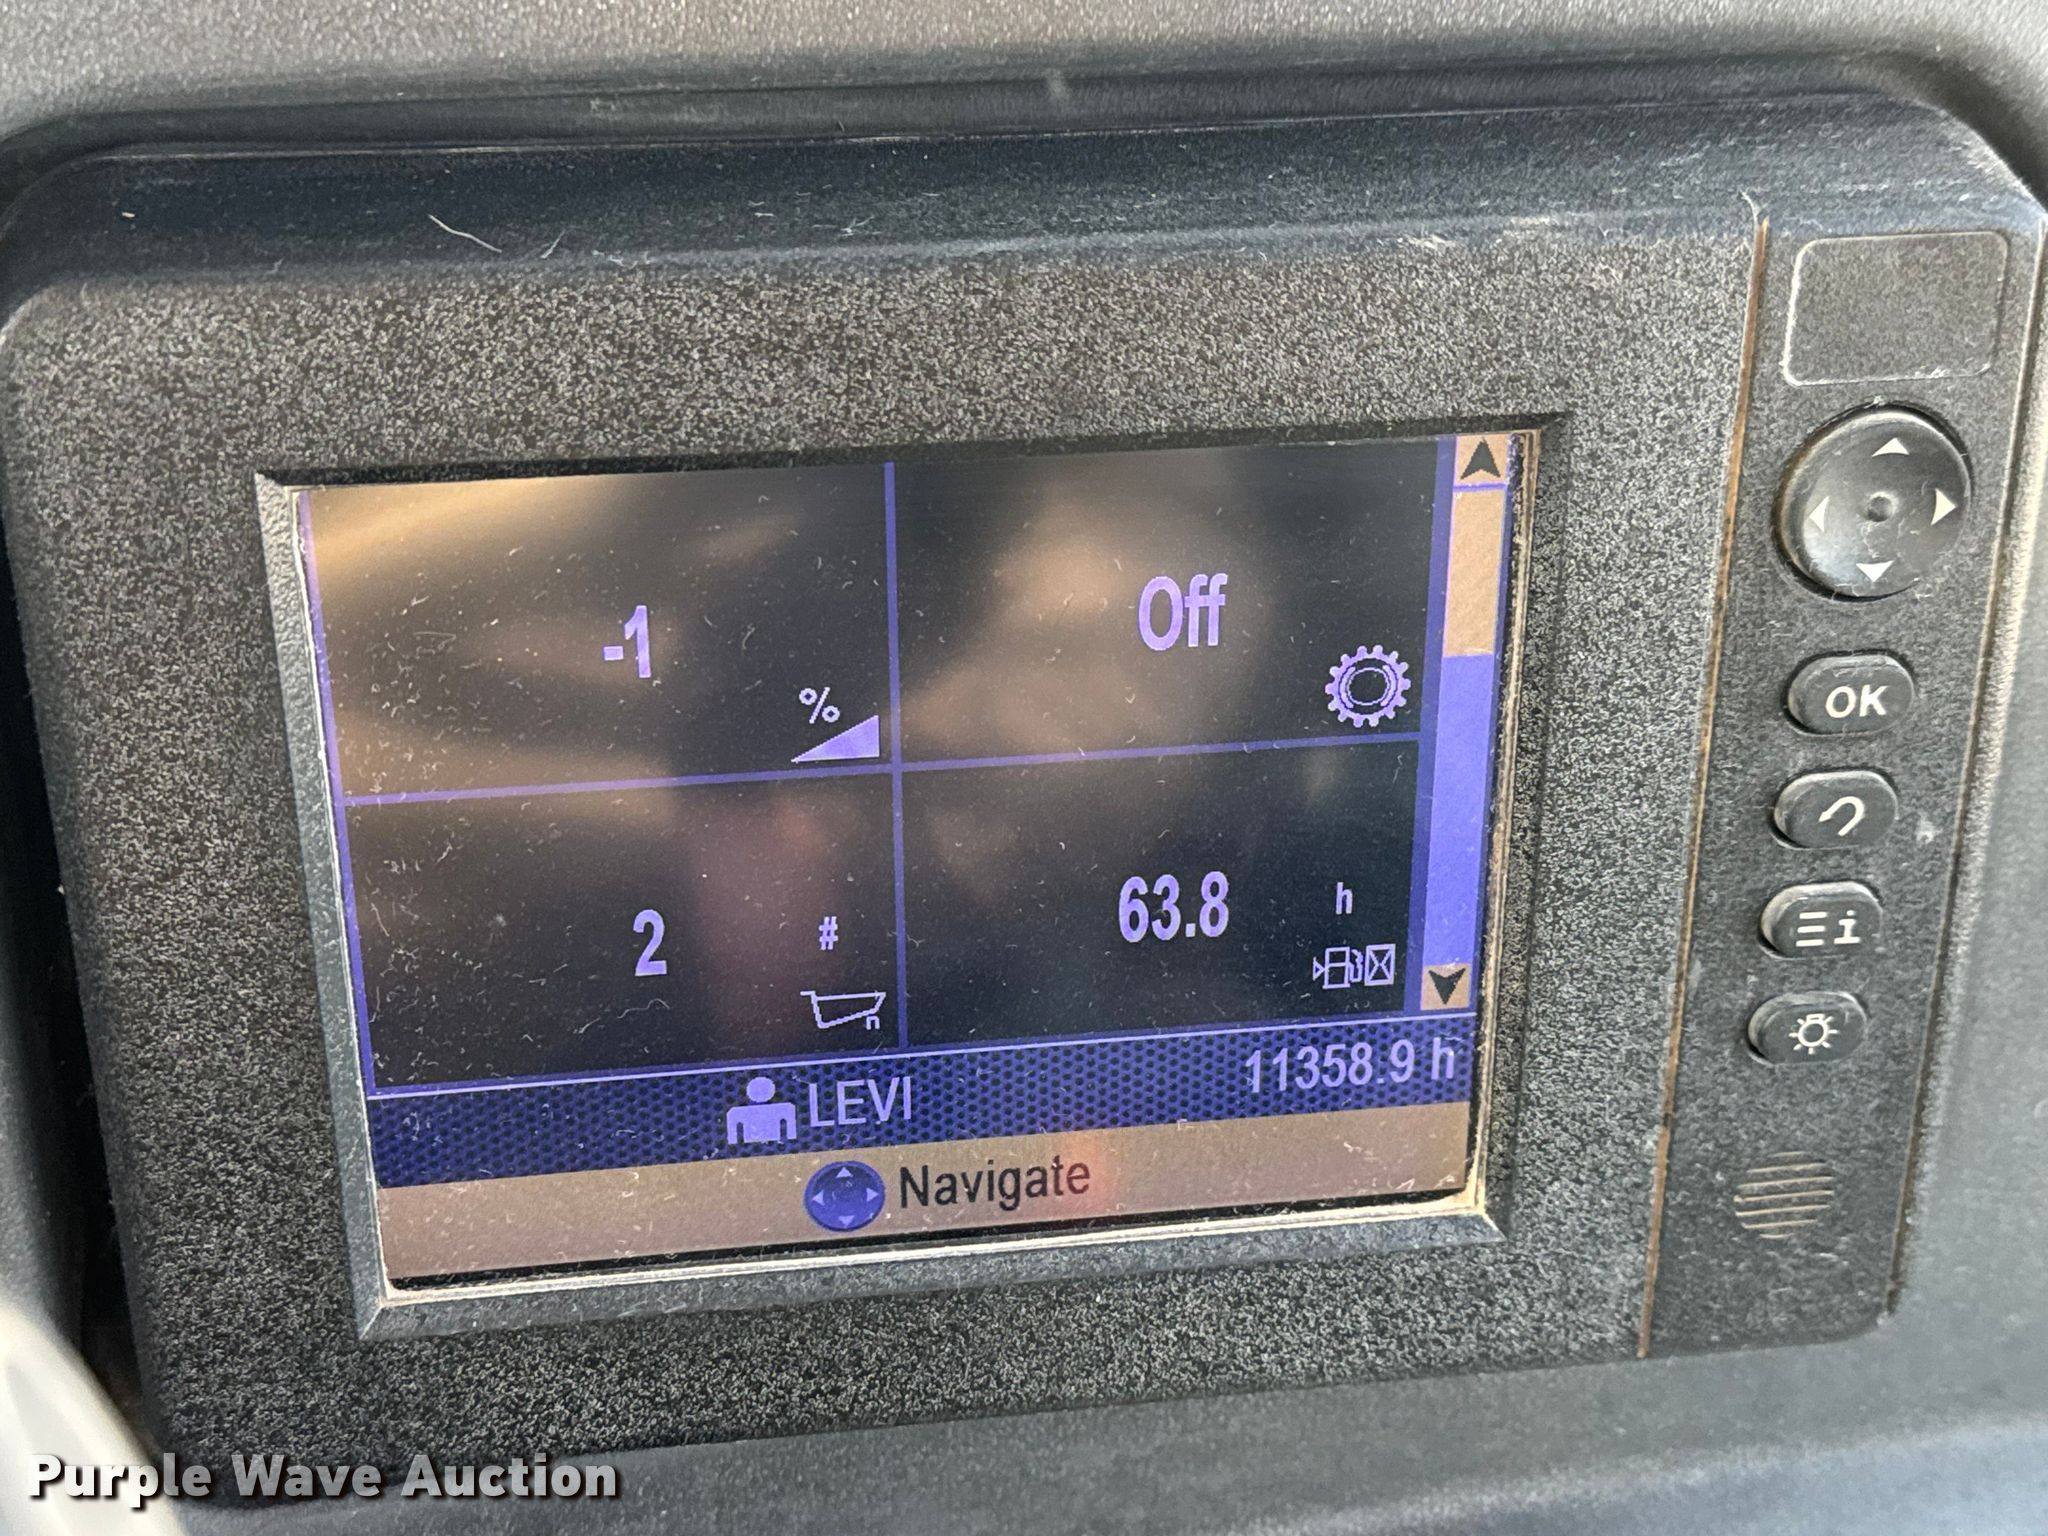 -1
%
Off
2
#
n
63.8
h
LEVI
11358.9 h
Navigate
OK
i
Purple Wave Auction